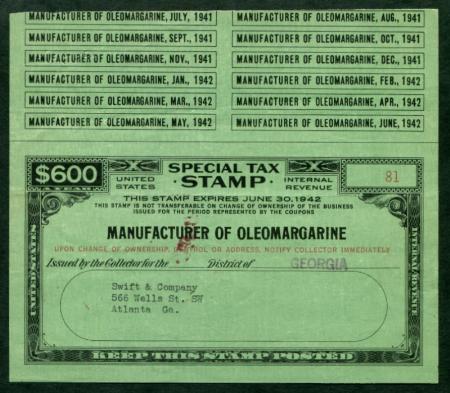 MANUFACTURER OF OLEOMARGARINE, JULY, 1941
MANUFACTURER OF OLEOMARGARINE, AUG., 1941
MANUFACTURER OF OLEOMARGARINE, SEPT., 1941
MANUFACTURER OF OLEOMARGARINE, OCT., 1941
MANUFACTURER OF OLEOMARGARINE, NOV., 1941
MANUFACTURER OF OLEOMARGARINE, DEC., 1941
MANUFACTURER OF OLEOMARGARINE, JAN., 1942
MANUFACTURER OF OLEOMARGARINE, FEB., 1942
MANUFACTURER OF OLEOMARGARINE, MAR., 1942
MANUFACTURER OF OLEOMARGARINE, APR., 1942
MANUFACTURER OF OLEOMARGARINE, MAY, 1942
MANUFACTURER OF OLEOMARGARINE, JUNE, 1942
$600
A YEAR
UNITED STATES
SPECIAL TAX
STAMP
INTERNAL REVENUE
81
THIS STAMP EXPIRES JUNE 30, 1942
THIS STAMP IS NOT TRANSFERABLE ON CHANGE OF OWNERSHIP OF THE BUSINESS
ISSUED FOR THE PERIOD REPRESENTED BY THE COUPONS
MANUFACTURER OF OLEOMARGARINE
UPON CHANGE OF OWNERSHIP, CONTROL OR ADDRESS, NOTIFY COLLECTOR IMMEDIATELY
Issued by the Collector for the District of GEORGIA
UNITED STATES
INTERNAL REVENUE
Swift & Company
566 Wells St. SW
Atlanta Ga.
KEEP THIS STAMP POSTED